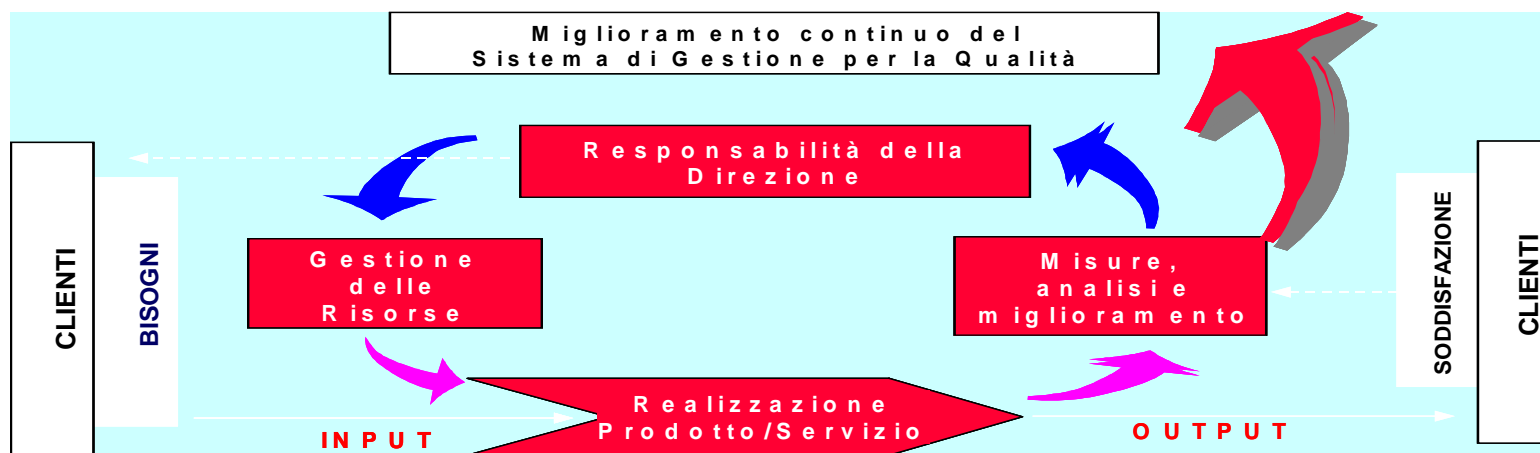 Miglioramento continuo del
Sistema di Gestione per la Qualità
Responsabilità della
Direzione
CLIENTI
BISOGNI
Gestione
delle
Risorse
Misure,
analisi e
miglioramento
SODDISFAZIONE
CLIENTI
Realizzazione
Prodotto/Servizio
INPUT
OUTPUT